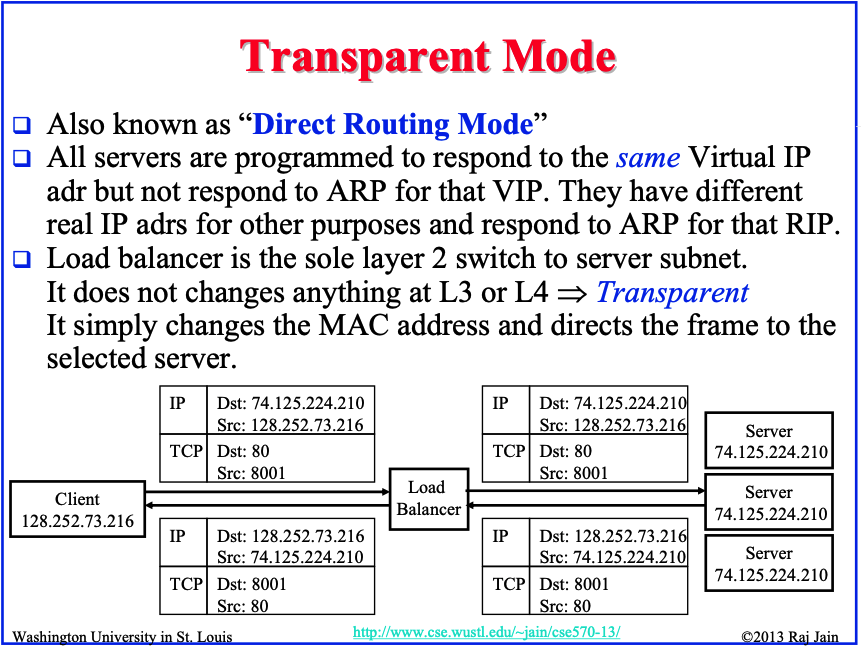 Transparent Mode
Also known as “Direct Routing Mode”
All servers are programmed to respond to the same Virtual IP
adr but not respond to ARP for that VIP. They have different
real IP adrs for other purposes and respond to ARP for that RIP.
Load balancer is the sole layer 2 switch to server subnet.
It does not changes anything at L3 or L4 ⇒ Transparent
It simply changes the MAC address and directs the frame to the
selected server.
IP
Dst: 74.125.224.210
Src: 128.252.73.216
TCP
Dst: 80
Src: 8001
IP
Dst: 74.125.224.210
Src: 128.252.73.216
TCP
Dst: 80
Src: 8001
Server
74.125.224.210
Client
128.252.73.216
Load
Balancer
Server
74.125.224.210
IP
Dst: 128.252.73.216
Src: 74.125.224.210
TCP
Dst: 8001
Src: 80
IP
Dst: 128.252.73.216
Src: 74.125.224.210
TCP
Dst: 8001
Src: 80
Server
74.125.224.210
Washington University in St. Louis
http://www.cse.wustl.edu/~jain/cse570-13/
©2013 Raj Jain